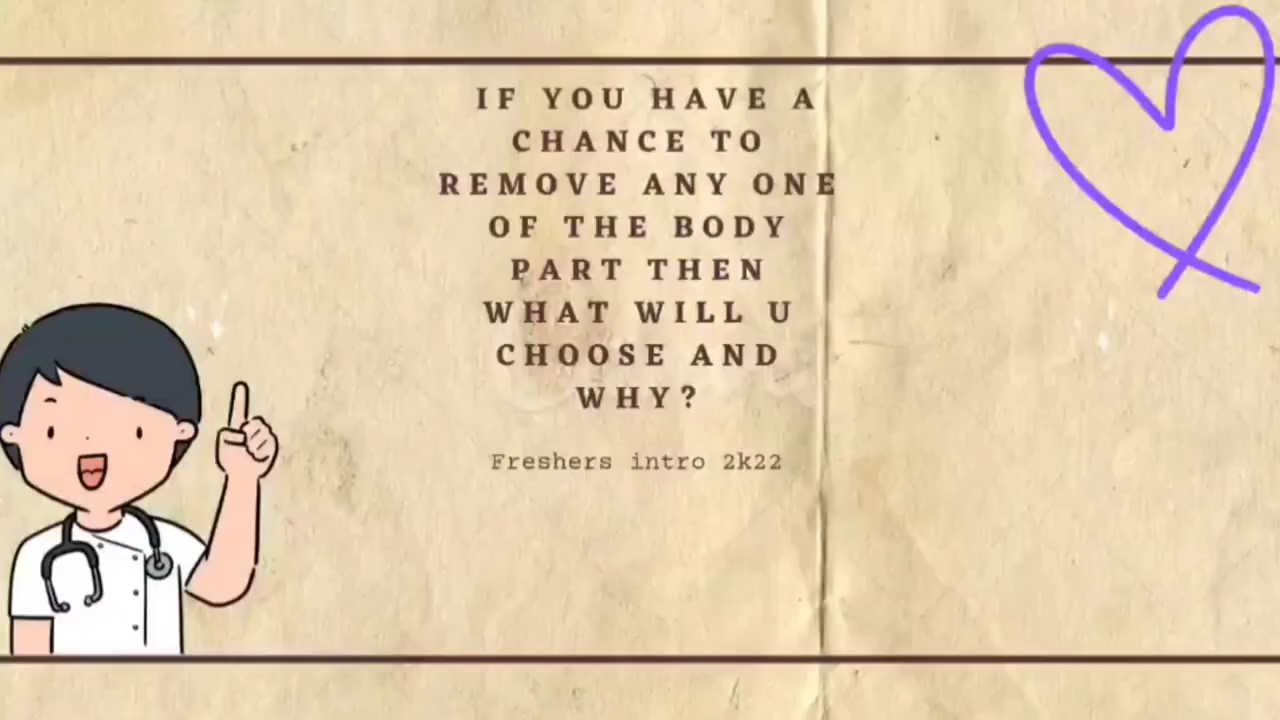 IF YOU HAVE A
CHANCE TO
REMOVE ANY ONE
OF THE BODY
PART THEN
WHAT WILL U
CHOOSE AND
WHY?
Freshers intro 2k22